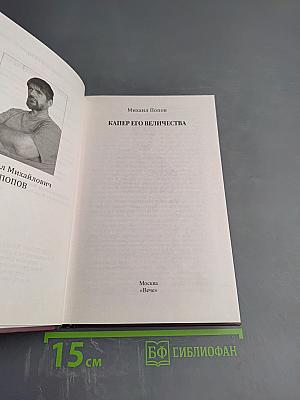 л Михайлович
ПОПОВ
Михаил Попов
КАПЕР ЕГО ВЕЛИЧЕСТВА
Москва
«Вече»
15 см
БФ БИБЛИОФАН